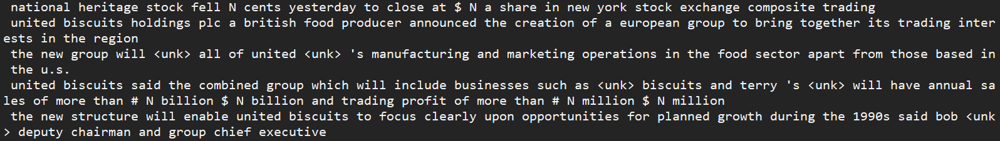 national heritage stock fell N cents yesterday to close at $ N a share in new york stock exchange composite trading
united biscuits holdings plc a british food producer announced the creation of a european group to bring together its trading inter
ests in the region
the new group will <unk> all of united <unk> 's manufacturing and marketing operations in the food sector apart from those based in
the u.s.
united biscuits said the combined group which will include businesses such as <unk> biscuits and terry 's <unk> will have annual sa
les of more than # N billion $ N billion and trading profit of more than # N million $ N million
the new structure will enable united biscuits to focus clearly upon opportunities for planned growth during the 1990s said bob <unk
> deputy chairman and group chief executive